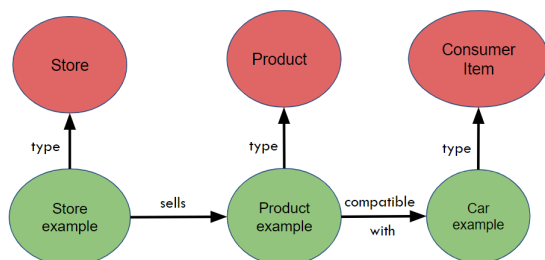 Store
Product
Consumer
Item
type
type
type
Store
example
sells
Product
example
compatible
with
Car
example